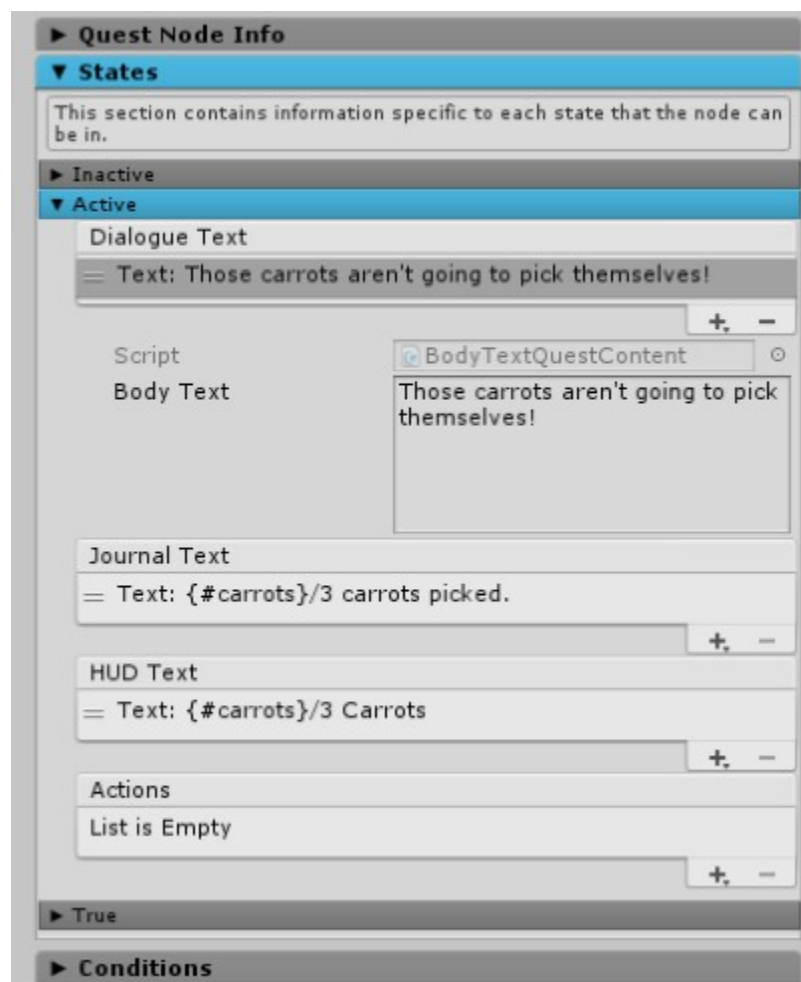 Quest Node Info
States
This section contains information specific to each state that the node can
be in.
Inactive
Active
Dialogue Text
Text: Those carrots aren't going to pick themselves!
Script
BodyTextQuestContent
Body Text
Those carrots aren't going to pick
themselves!
Journal Text
Text: {#carrots}/3 carrots picked.
HUD Text
Text: {#carrots}/3 Carrots
Actions
List is Empty
True
Conditions